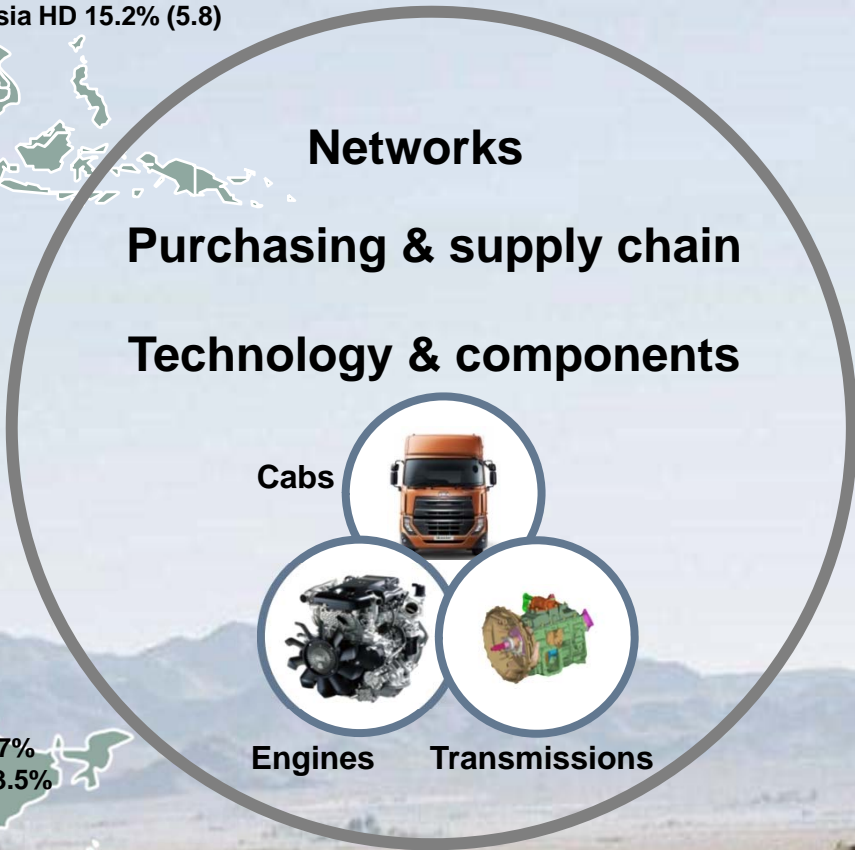 sia HD 15.2% (5.8)
Networks
Purchasing & supply chain
Technology & components
Cabs
Engines
Transmissions
7%
3.5%